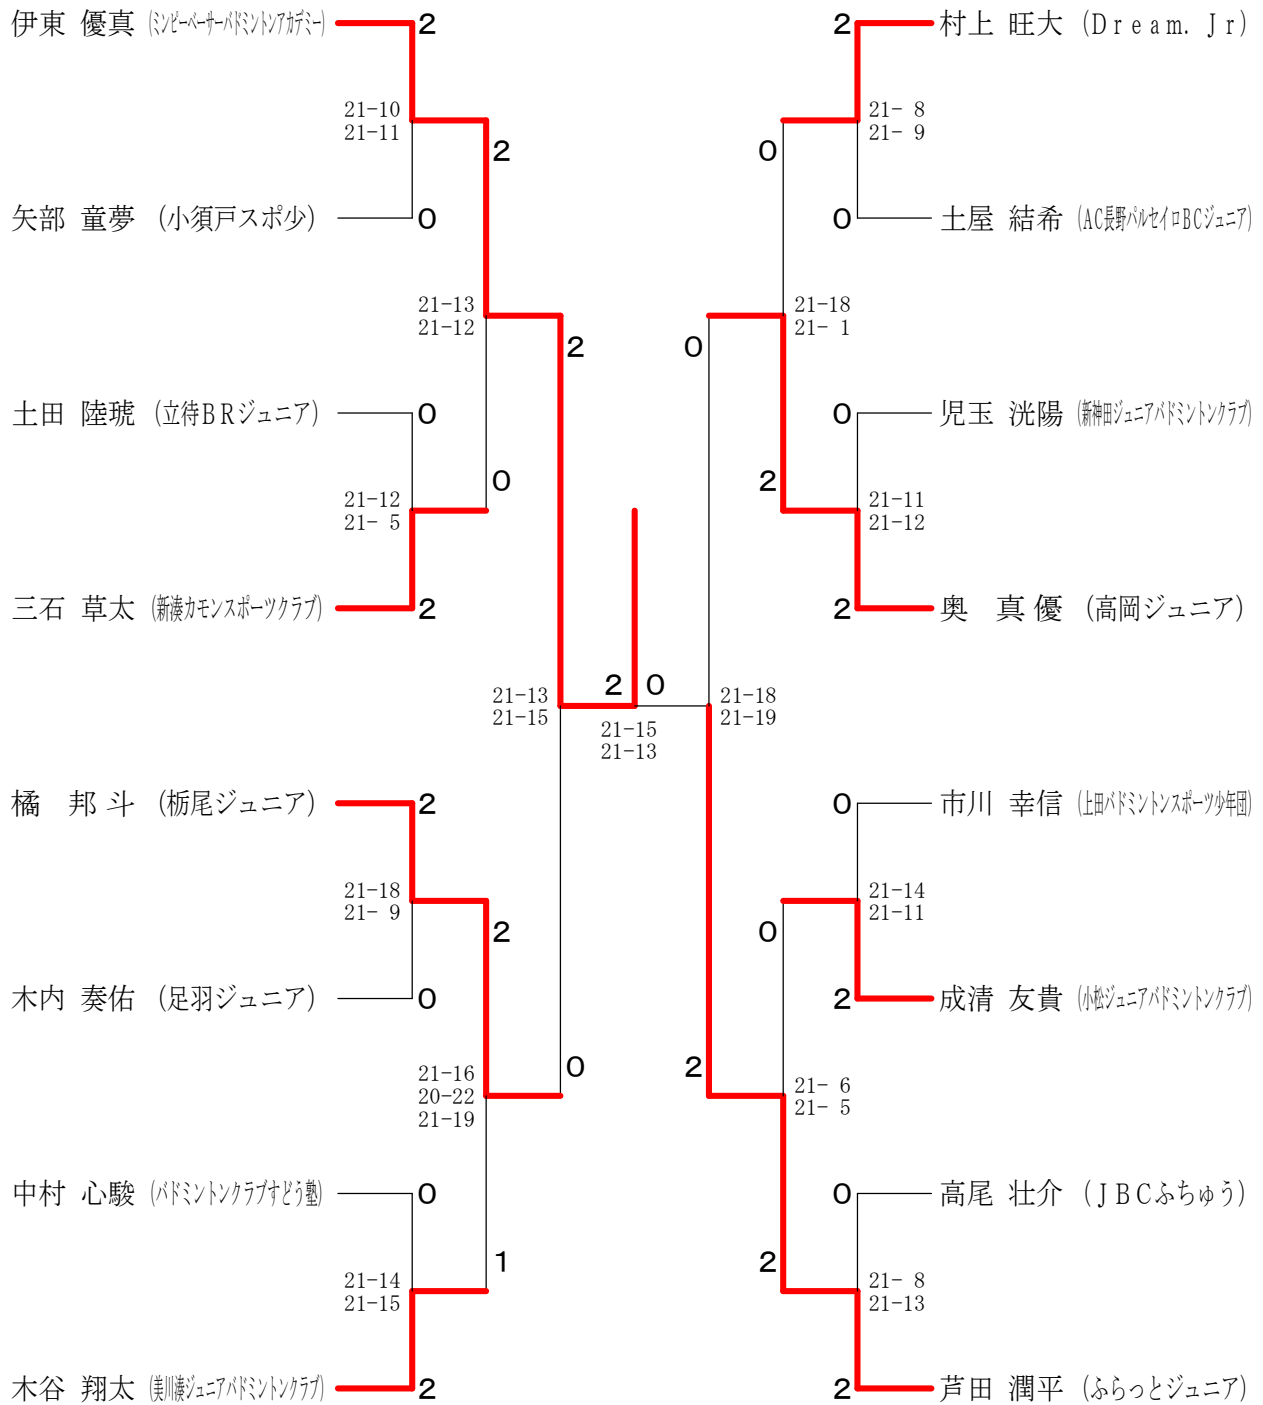 伊東 優真 (ミンピーペーサーバドミントンアカデミー) 2
21-10
21-11
2
矢部 童夢 (小須戸スポ少) 0
21-13
21-12
2
土田 陸琥 (立待BRジュニア) 0
0
21-12
21- 5
三石 草太 (新湊カモンスポーツクラブ) 2
21-13
21-15
橘 邦斗 (栃尾ジュニア) 2
21-18
21- 9
2
木内 奏佑 (足羽ジュニア) 0
0
21-16
20-22
21-19
中村 心駿 (バドミントンクラブすどう塾) 0
1
21-14
21-15
木谷 翔太 (美川湊ジュニアバドミントンクラブ) 2
2 0
21-15
21-13
2 村上 旺大 (Dream. Jr)
21- 8
21- 9
0
0 土屋 結希 (AC長野パルセイロBCジュニア)
21-18
21- 1
0
0 児玉 洸陽 (新神田ジュニアバドミントンクラブ)
2
21-11
21-12
2 奥 真優 (高岡ジュニア)
21-18
21-19
0 市川 幸信 (上田バドミントンスポーツ少年団)
21-14
21-11
0
2 成清 友貴 (小松ジュニアバドミントンクラブ)
2
21- 6
21- 5
0 高尾 壮介 (JBCふちゅう)
2
21- 8
21-13
2 芦田 潤平 (ふらっとジュニア)